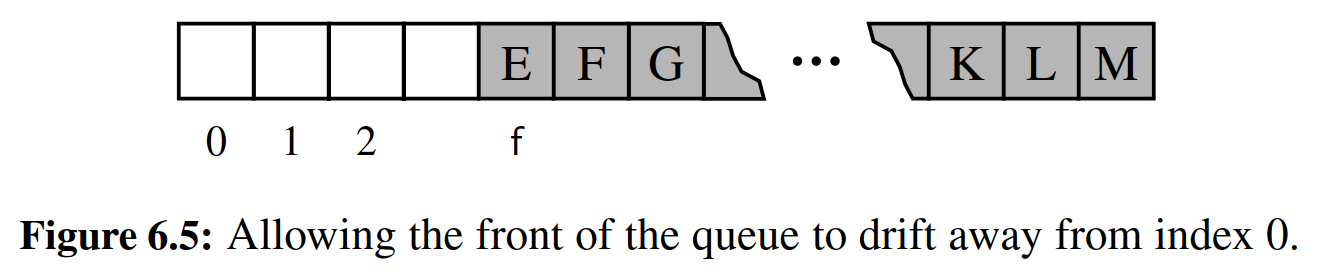 E F G ... K L M
0 1 2 f
Figure 6.5: Allowing the front of the queue to drift away from index 0.